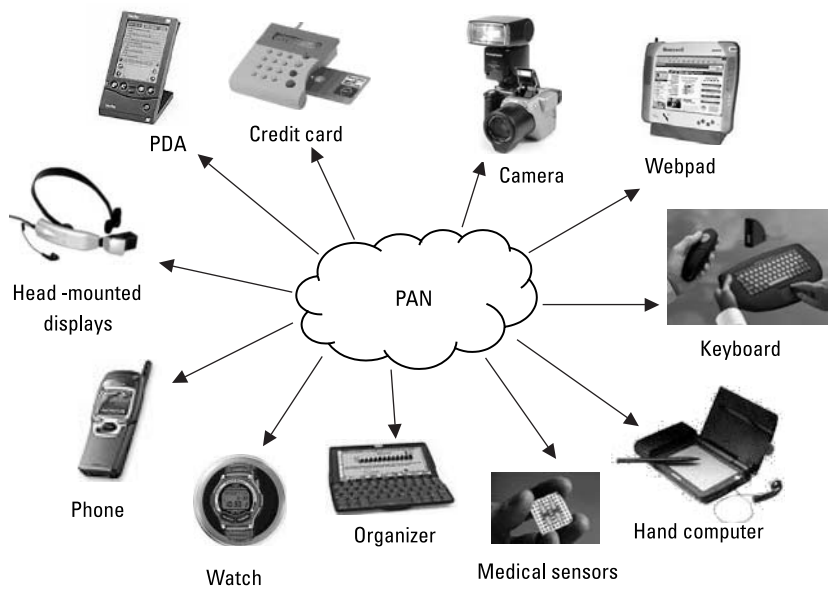 PDA
Credit card
Camera
Webpad
Head -mounted
displays
PAN
Keyboard
Phone
Watch
Organizer
Medical sensors
Hand computer